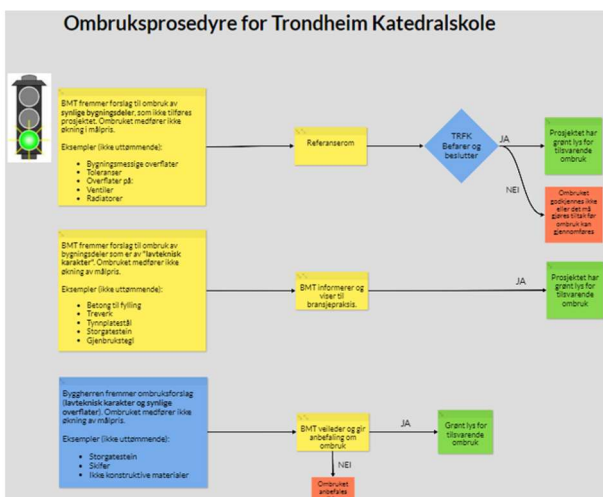 Ombruksprosedyre for Trondheim Katedralskole
BMT fremmer forslag til ombruk av
synlige bygningsdeler, som ikke tilføres
prosjektet. Ombruket medfører ikke
økning i målpris.
Eksempler (ikke uttømmende):
• Bygningsmessige overflater
• Toleranser
• Overflater på:
• Ventiler
• Radiatorer
Referanserom
TRFK
Befarer og
beslutter
JA
Prosjektet har
grønt lys for
tilsvarende
ombruk
NEI
Ombruket
godkjennes ikke
eller det må
gjøres tiltak før
ombruk kan
gjennomføres
BMT fremmer forslag til ombruk av
bygningsdeler som er av "lavteknisk
karakter". Ombruket medfører ikke
økning av målpris.
Eksempler (ikke uttømmende):
• Betong til fylling
• Treverk
• Tynnplatestål
• Storgatestein
• Gjenbrukstegl
BMT informerer og
viser til
bransjepraksis.
JA
Prosjektet har
grønt lys for
tilsvarende
ombruk
Byggherren fremmer ombruksforslag
(lavteknisk karakter og synlige
overflater). Ombruket medfører ikke
økning av målpris.
Eksempler (ikke uttømmende):
• Storgatestein
• Skifer
• Ikke konstruktive materialer
BMT veileder og gir
anbefaling om
ombruk
JA
Grønt lys for
tilsvarende
ombruk
NEI
Ombruket
anbefales